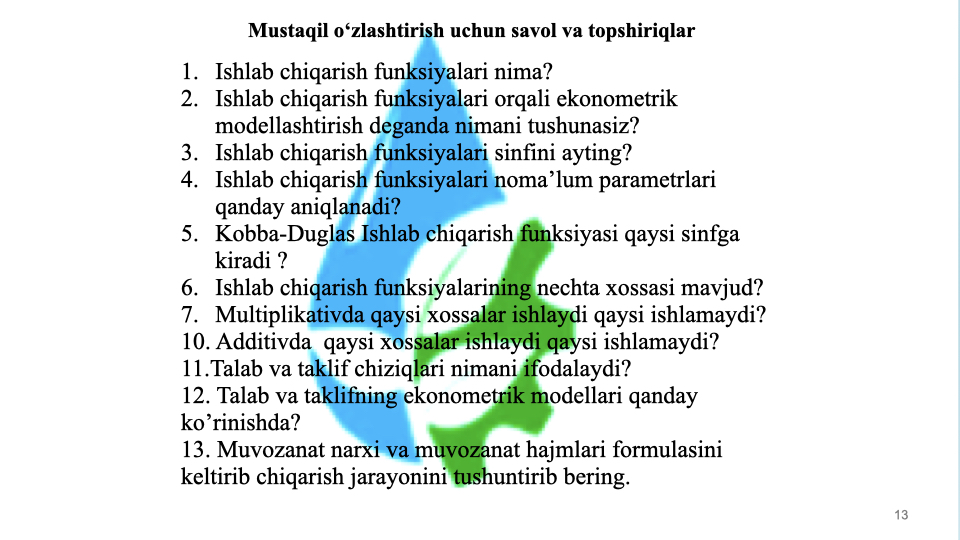 Mustaqil o‘zlashtirish uchun savol va topshiriqlar
1. Ishlab chiqarish funksiyalari nima?
2. Ishlab chiqarish funksiyalari orqali ekonometrik
modellashtirish deganda nimani tushunasiz?
3. Ishlab chiqarish funksiyalari sinfini ayting?
4. Ishlab chiqarish funksiyalari noma’lum parametrlari
qanday aniqlanadi?
5. Kobba-Duglas Ishlab chiqarish funksiyasi qaysi sinfga
kiradi ?
6. Ishlab chiqarish funksiyalarining nechta xossasi mavjud?
7. Multiplikativda qaysi xossalar ishlaydi qaysi ishlamaydi?
10. Additivda  qaysi xossalar ishlaydi qaysi ishlamaydi?
11.Talab va taklif chiziqlari nimani ifodalaydi?
12. Talab va taklifning ekonometrik modellari qanday
ko’rinishda?
13. Muvozanat narxi va muvozanat hajmlari formulasini
keltirib chiqarish jarayonini tushuntirib bering.
13